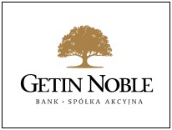 GETIN NOBLE
BANK • SPÓŁKA AKCYJNA